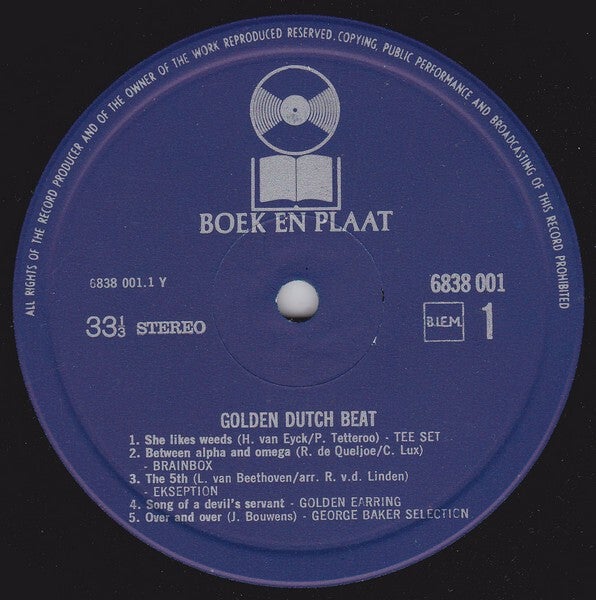 ALL RIGHTS OF THE RECORD PRODUCER AND OF THE OWNER OF THE WORK REPRODUCED RESERVED. COPYING, PUBLIC PERFORMANCE AND BROADCASTING OF THIS RECORD PROHIBITED
BOEK EN PLAAT
6838 001.1 Y
6838 001
33⅓ STEREO
B.I.E.M.
1
GOLDEN DUTCH BEAT
1. She likes weeds (H. van Eyck/P. Tetteroo) - TEE SET
2. Between alpha and omega (R. de Queljoe/C. Lux)
- BRAINBOX
3. The 5th (L. van Beethoven/arr. R. v.d. Linden)
- EKSEPTION
4. Song of a devil's servant - GOLDEN EARRING
5. Over and over (J. Bouwens) - GEORGE BAKER SELECTION